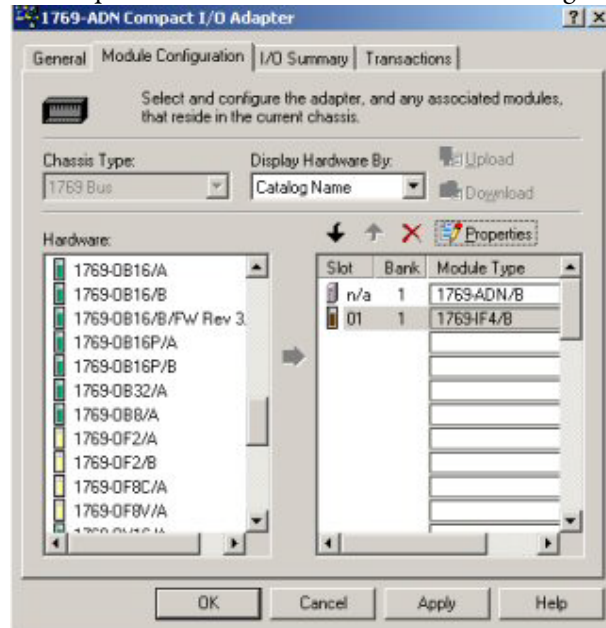 1769-ADN Compact I/O Adapter
General Module Configuration I/O Summary Transactions
Select and configure the adapter, and any associated modules,
that reside in the current chassis.
Chassis Type: Display Hardware By: Upload
1769 Bus Catalog Name Download
Hardware: Properties
Slot Bank Module Type
n/a 1 1769-ADN/B
01 1 1769-IF4/B
1769-OB16/A
1769-OB16/B
1769-OB16/B/FW Rev 3.
1769-OB16P/A
1769-OB16P/B
1769-OB32/A
1769-OB8/A
1769-OF2/A
1769-OF2/B
1769-OF8C/A
1769-OF8V/A
OK Cancel Apply Help